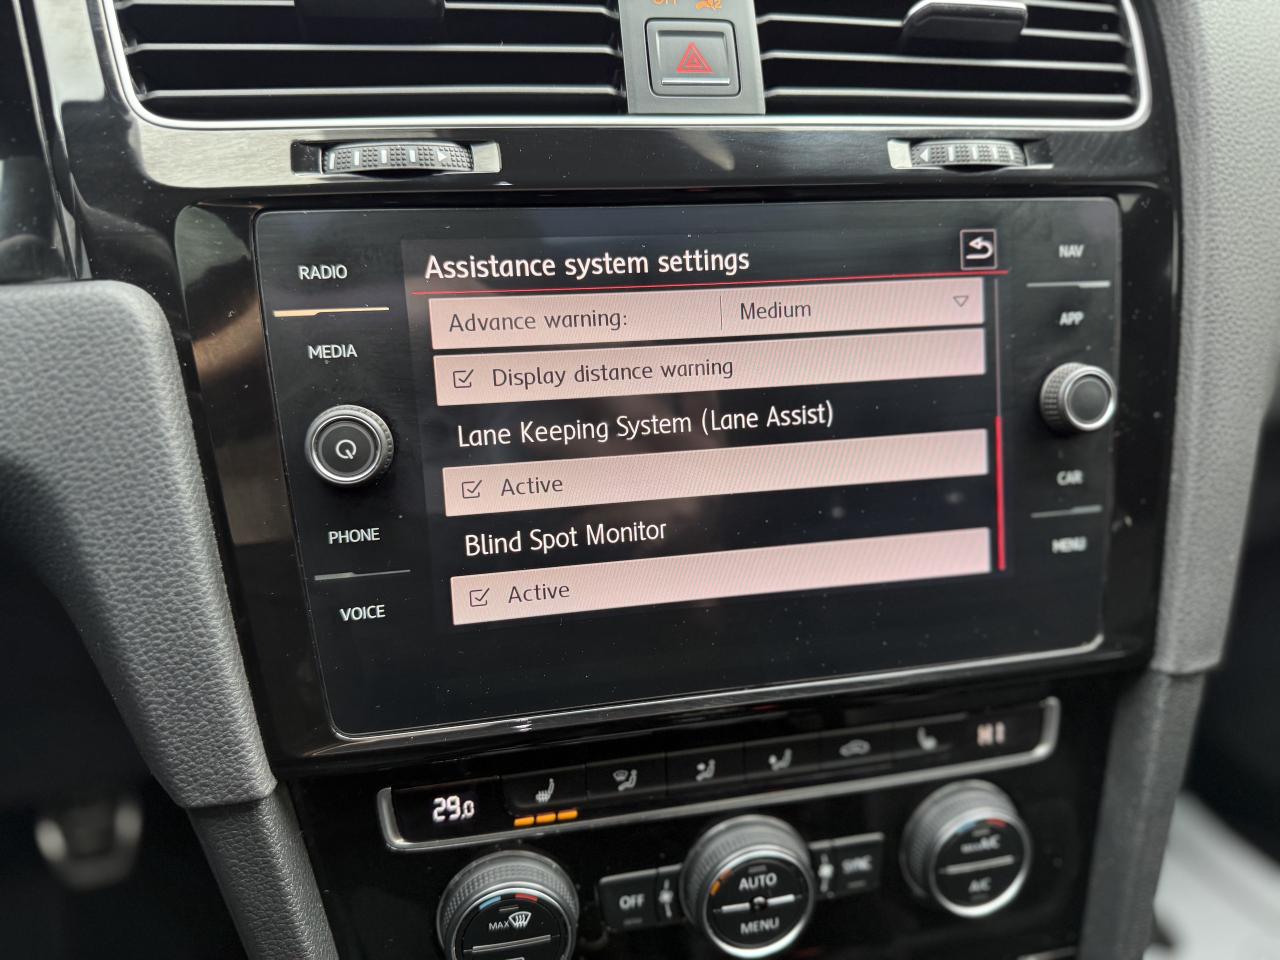 RADIO
MEDIA
PHONE
VOICE
Assistance system settings
Advance warning: Medium
Display distance warning
Lane Keeping System (Lane Assist)
Active
Blind Spot Monitor
Active
NAV
APP
CAR
MENU
29.0
HI
MAX
OFF
AUTO
MENU
SYNC
A/C